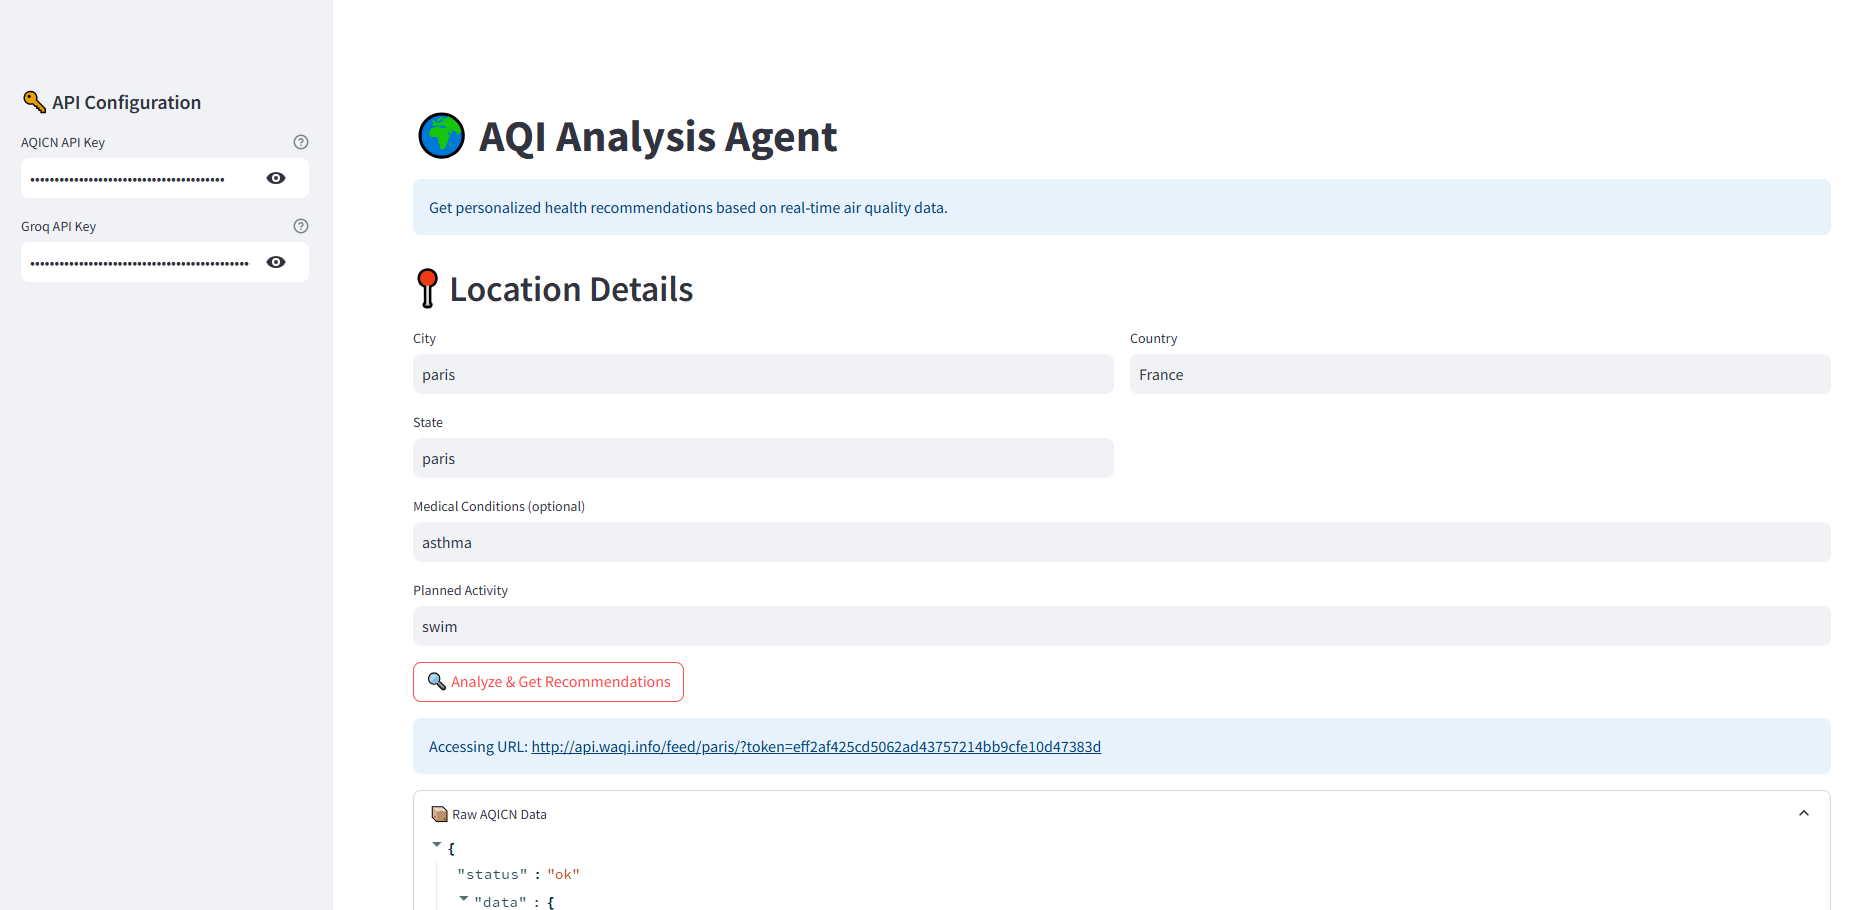 API Configuration
AQICN API Key
Groq API Key
AQI Analysis Agent
Get personalized health recommendations based on real-time air quality data.
Location Details
City
Country
paris
France
State
paris
Medical Conditions (optional)
asthma
Planned Activity
swim
Analyze & Get Recommendations
Accessing URL: http://api.waqi.info/feed/paris/?token=eff2af425cd5062ad43757214bb9cfe10d47383d
Raw AQICN Data
{
"status" : "ok"
"data" : {